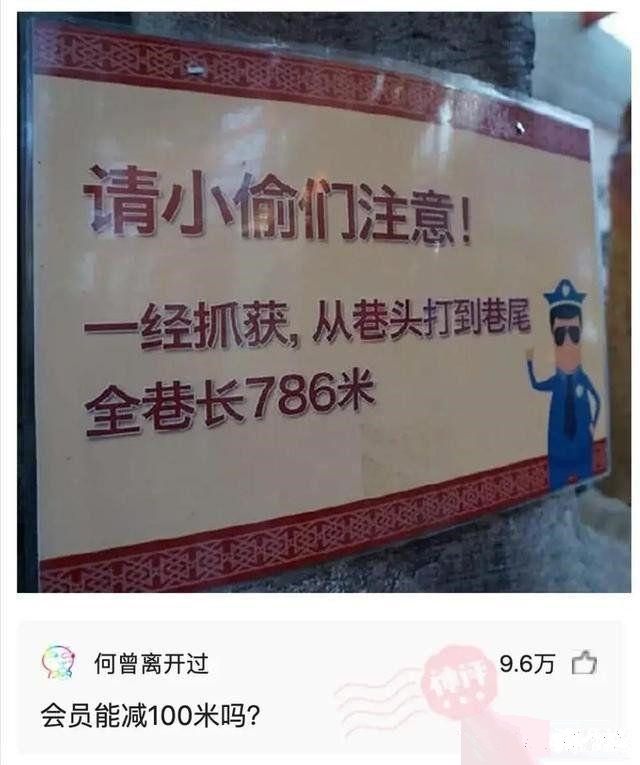 请小偷们注意！
一经抓获, 从巷头打到巷尾
全巷长786米
何曾离开过
9.6万
神评
会员能减100米吗?